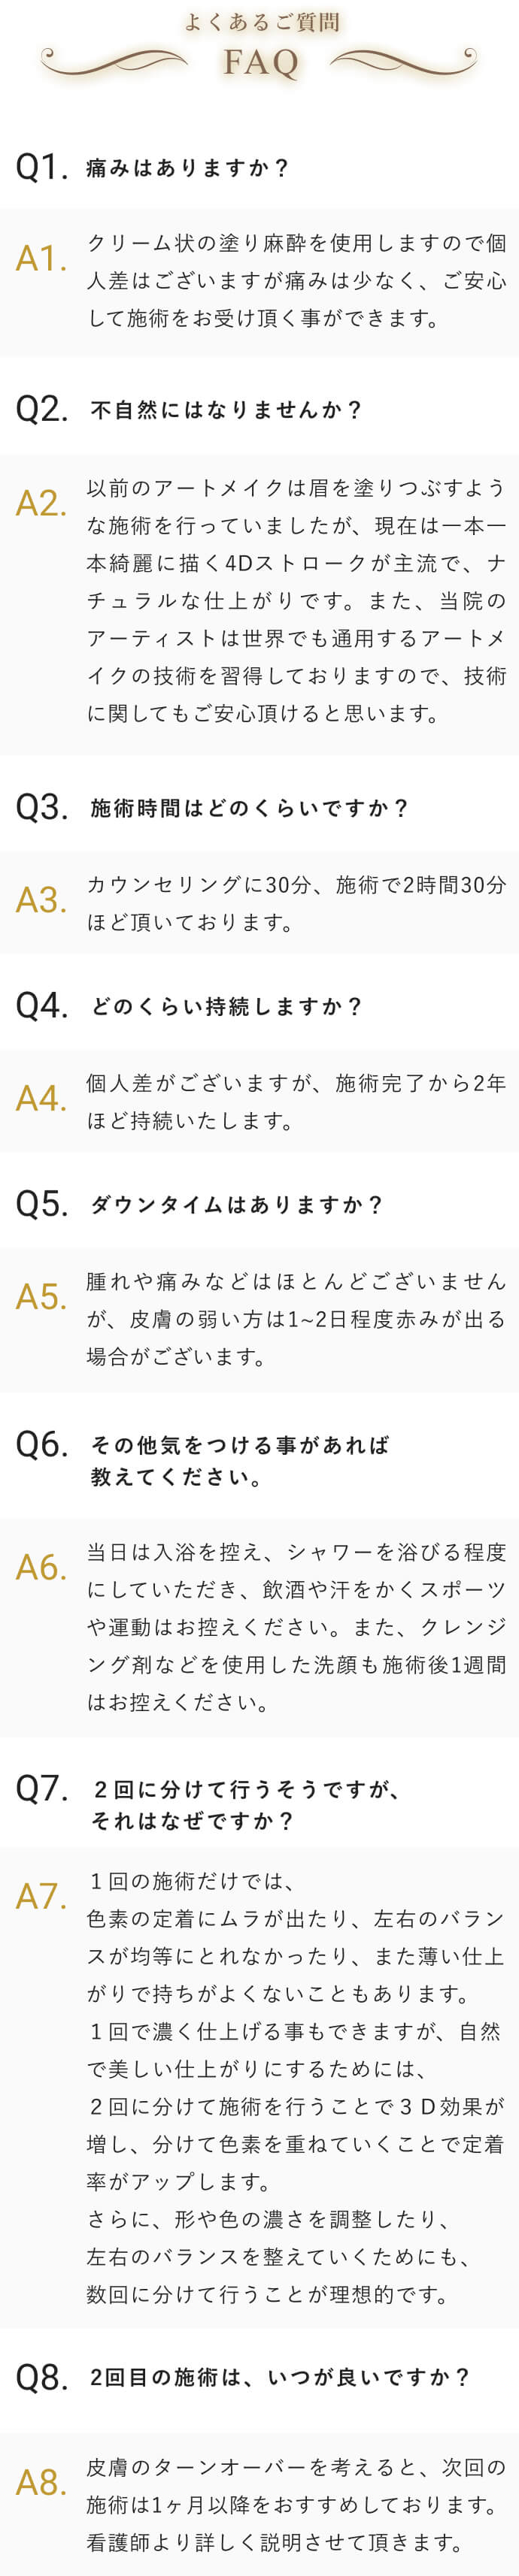 よくあるご質問
FAQ
Q1. 痛みはありますか？
A1. クリーム状の塗り麻酔を使用しますので個
人差はございますが痛みは少なく、ご安心
して施術をお受け頂く事ができます。
Q2. 不自然にはなりませんか？
A2. 以前のアートメイクは眉を塗りつぶすよう
な施術を行っていましたが、現在は一本一
本綺麗に描く4Dストロークが主流で、ナ
チュラルな仕上がりです。また、当院の
アーティストは世界でも通用するアートメ
イクの技術を習得しておりますので、技術
に関してもご安心頂けると思います。
Q3. 施術時間はどのくらいですか？
A3. カウンセリングに30分、施術で2時間30分
ほど頂いております。
Q4. どのくらい持続しますか？
A4. 個人差がございますが、施術完了から2年
ほど持続いたします。
Q5. ダウンタイムはありますか？
A5. 腫れや痛みなどはほとんどございません
が、皮膚の弱い方は1~2日程度赤みが出る
場合がございます。
Q6. その他気をつける事があれば
教えてください。
A6. 当日は入浴を控え、シャワーを浴びる程度
にしていただき、飲酒や汗をかくスポーツ
や運動はお控えください。また、クレンジ
ング剤などを使用した洗顔も施術後1週間
はお控えください。
Q7. ２回に分けて行うそうですが、
それはなぜですか？
A7. １回の施術だけでは、
色素の定着にムラが出たり、左右のバラン
スが均等にとれなかったり、また薄い仕上
がりで持ちがよくないこともあります。
１回で濃く仕上げる事もできますが、自然
で美しい仕上がりにするためには、
２回に分けて施術を行うことで３Ｄ効果が
増し、分けて色素を重ねていくことで定着
率がアップします。
さらに、形や色の濃さを調整したり、
左右のバランスを整えていくためにも、
数回に分けて行うことが理想的です。
Q8. 2回目の施術は、いつが良いですか？
A8. 皮膚のターンオーバーを考えると、次回の
施術は1ヶ月以降をおすすめしております。
看護師より詳しく説明させて頂きます。